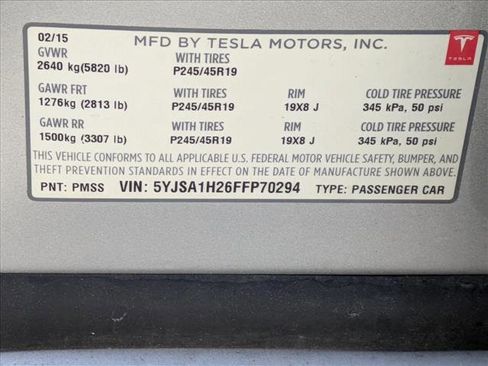 02/15 MFD BY TESLA MOTORS, INC.
GVWR WITH TIRES
2640 kg(5820 lb) P245/45R19
TESLA
GAWR FRT WITH TIRES RIM COLD TIRE PRESSURE
1276kg (2813 lb) P245/45R19 19X8 J 345 kPa, 50 psi
GAWR RR WITH TIRES RIM COLD TIRE PRESSURE
1500kg (3307 lb) P245/45R19 19X8 J 345 kPa, 50 psi
THIS VEHICLE CONFORMS TO ALL APPLICABLE U.S. FEDERAL MOTOR VEHICLE SAFETY, BUMPER, AND
THEFT PREVENTION STANDARDS IN EFFECT ON THE DATE OF MANUFACTURE SHOWN ABOVE.
PNT: PMSS VIN: 5YJSA1H26FFP70294 TYPE: PASSENGER CAR